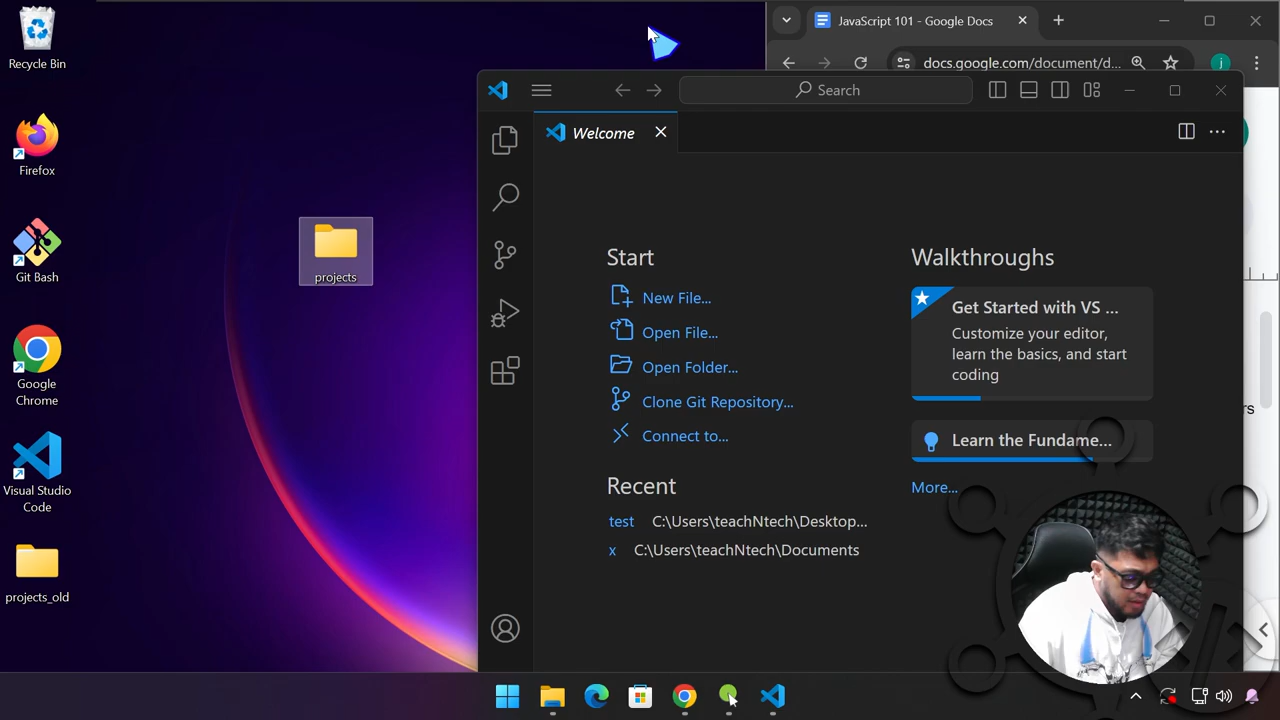 Recycle Bin
Firefox
Git Bash
Google
Chrome
Visual Studio
Code
projects_old
projects
JavaScript 101 - Google Docs
docs.google.com/document/d...
j
Search
Welcome
Start
New File...
Open File...
Open Folder...
Clone Git Repository...
Connect to...
Recent
test C:\Users\teachNtech\Desktop...
x C:\Users\teachNtech\Documents
Walkthroughs
Get Started with VS ...
Customize your editor,
learn the basics, and start
coding
Learn the Fundame...
More...